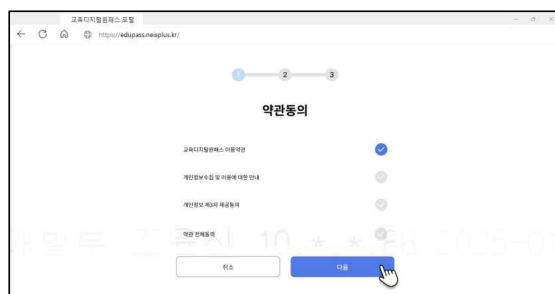 교육디지털원패스 포털
https://edupass.neisplus.kr/
1 2 3
약관동의
교육디지털원패스 이용약관
개인정보수집 및 이용에 대한 안내
개인정보 제3자 제공동의
약관 전체동의
취소 다음